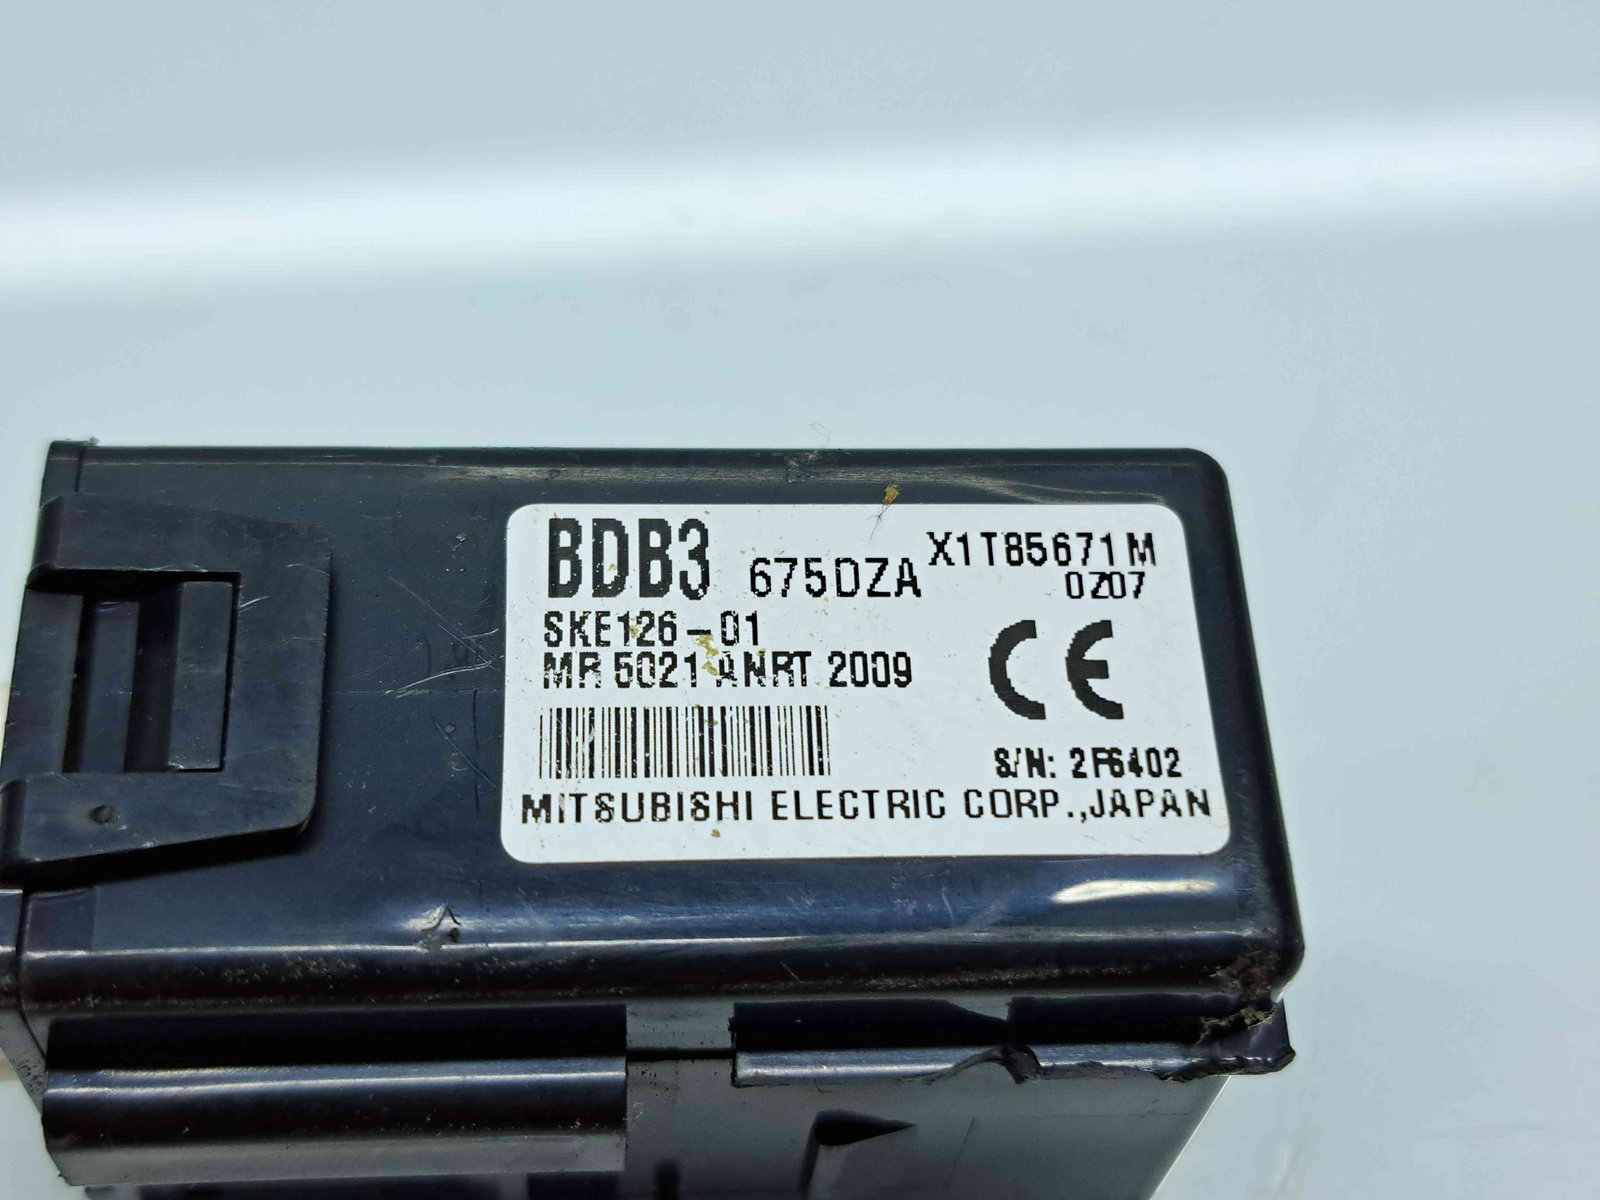 BDB3 675DZA X1T85671M
0Z07
SKE126-01
MR 5021 ANRT 2009
CE
S/N: 2F6402
MITSUBISHI ELECTRIC CORP.,JAPAN